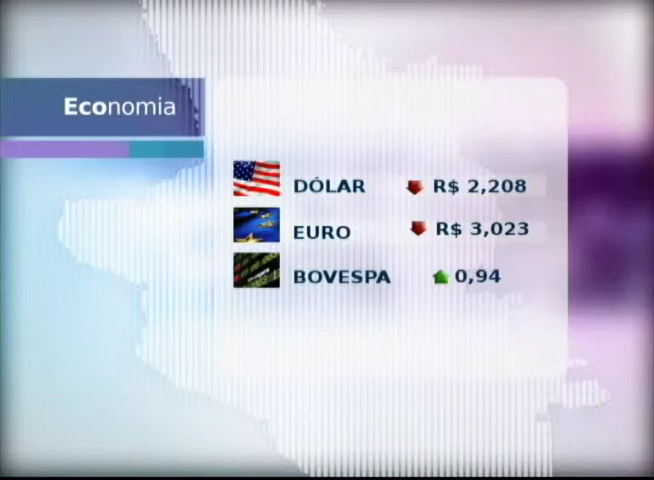 Economia
DÓLAR R$ 2,208
EURO R$ 3,023
BOVESPA 0,94